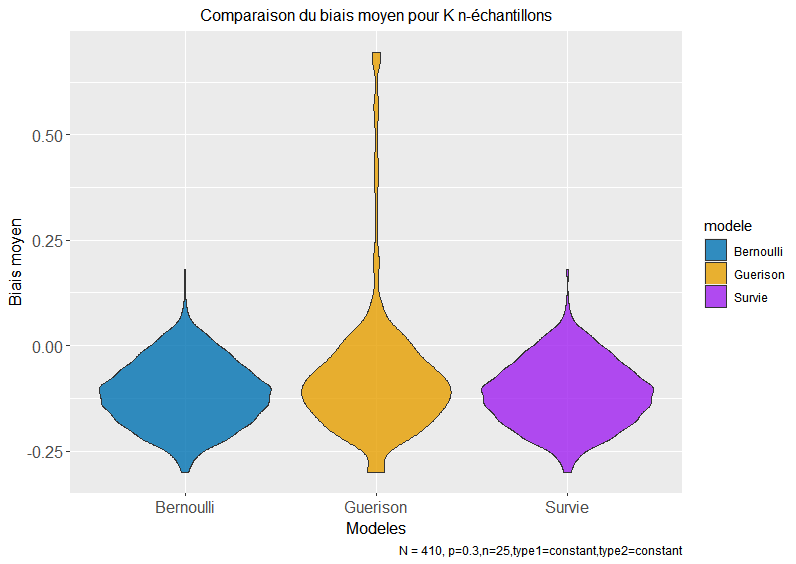 Comparaison du biais moyen pour K n-échantillons
Biais moyen
0.50
0.25
0.00
-0.25
Bernoulli
Guerison
Survie
Modeles
N = 410, p=0.3,n=25,type1=constant,type2=constant
modele
Bernoulli
Guerison
Survie